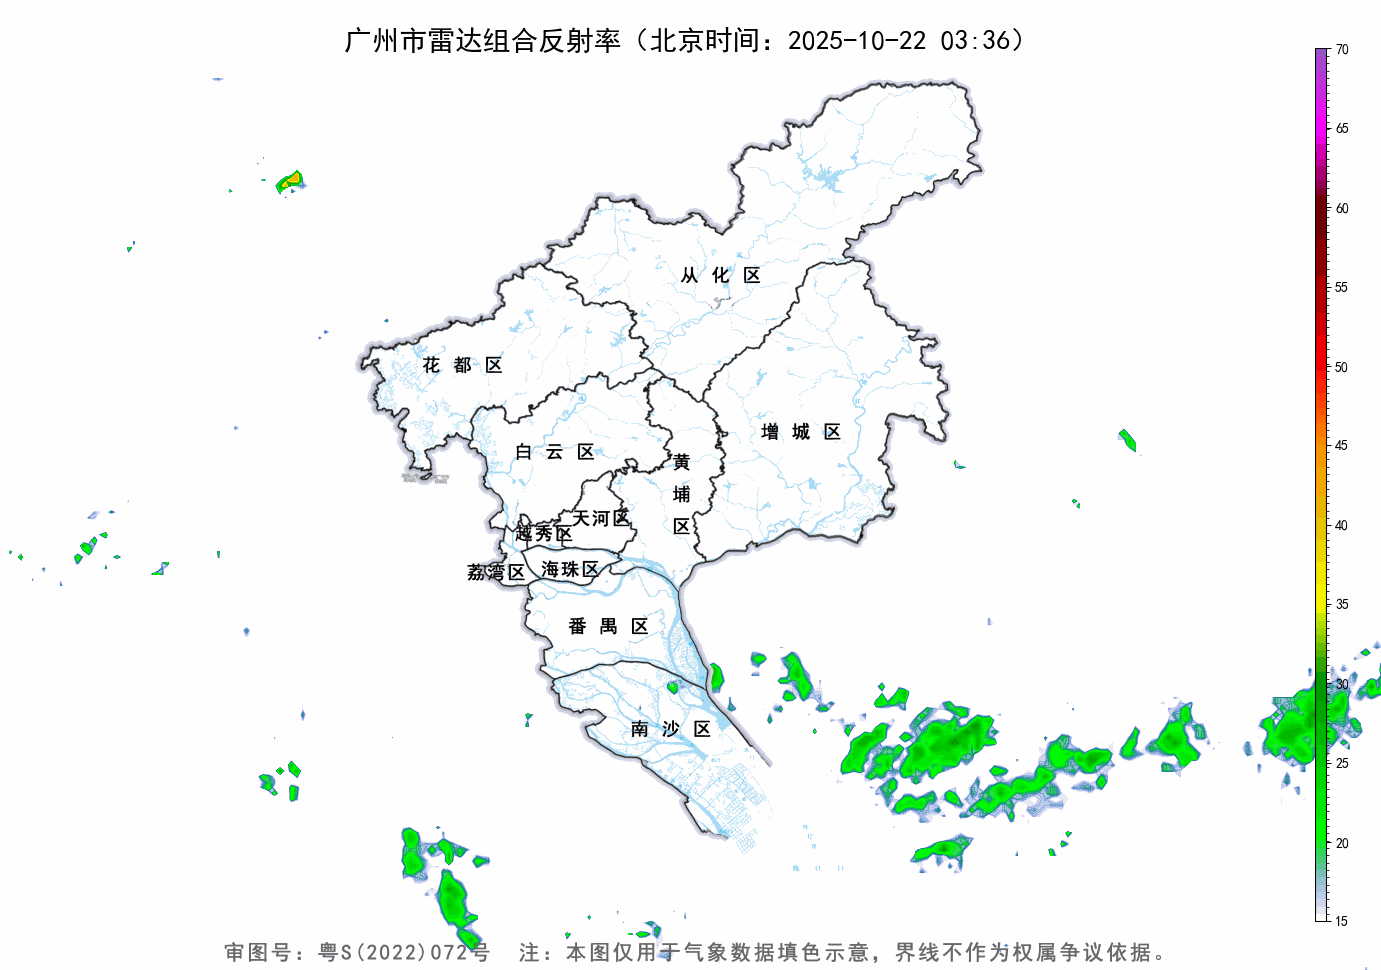 广州市雷达组合反射率（北京时间：2025-10-22 03:36）
70
65
60
55
50
45
40
35
30
25
20
15
从化区
花都区
增城区
白云区
黄埔区
天河区
越秀区
荔湾区
海珠区
番禺区
南沙区
审图号：粤S(2022)072号 注：本图仅用于气象数据填色示意，界线不作为权属争议依据。